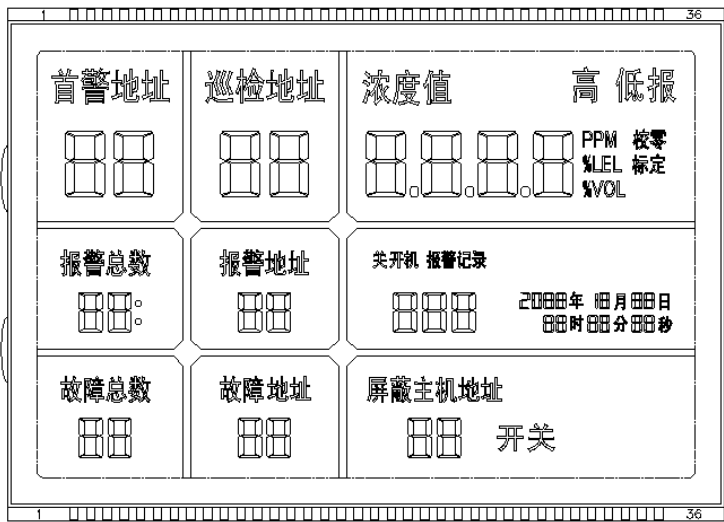 1 36
首警地址 巡检地址 浓度值 高 低报
88 88 8.8.8.8 PPM 校零
%LEL 标定
%VOL
报警总数 报警地址 关开机 报警记录
88: 88 888 2088年 18月88日
88时88分88秒
故障总数 故障地址 屏蔽主机地址
88 88 88 开关
1 36